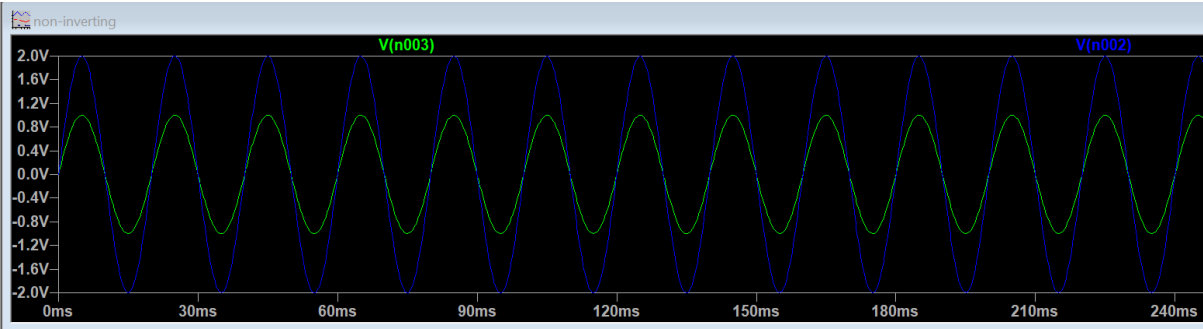 non-inverting
V(n003) V(n002)
2.0V
1.6V
1.2V
0.8V
0.4V
0.0V
-0.4V
-0.8V
-1.2V
-1.6V
-2.0V
0ms 30ms 60ms 90ms 120ms 150ms 180ms 210ms 240ms